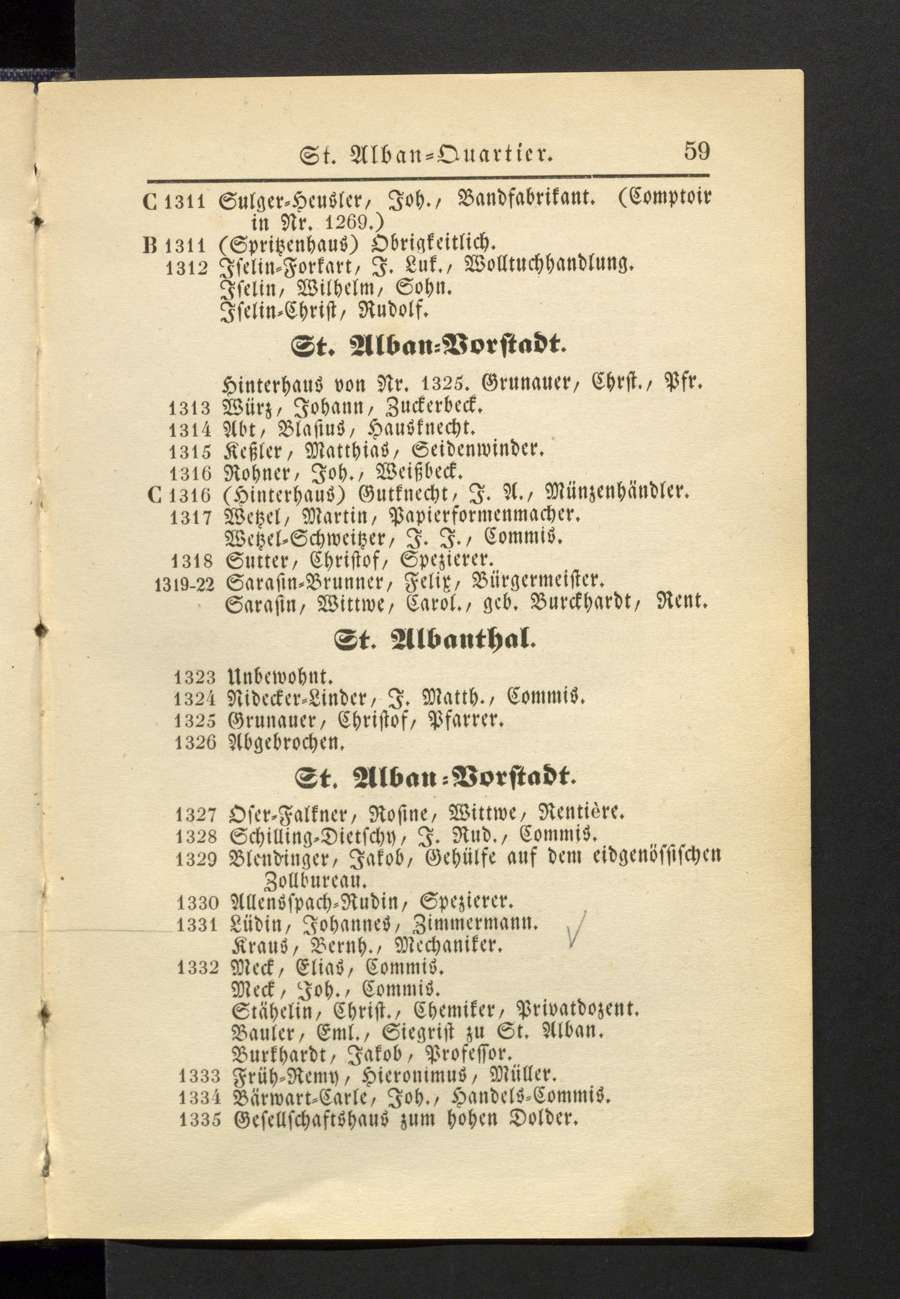 St. Alban-Quartier. 59
C 1311 Sulger-Heusler, Joh., Bandfabrikant. (Comptoir
in Nr. 1269.)
B 1311 (Spritzenhaus) Obrigkeitlich.
1312 Iselin-Forkart, J. Luk., Wolltuchhandlung.
Iselin, Wilhelm, Sohn.
Iselin-Christ, Rudolf.
St. Alban-Vorstadt.
Hinterhaus von Nr. 1325. Grunauer, Chrst., Pfr.
1313 Würz, Johann, Zuckerbeck.
1314 Abt, Blasius, Hausknecht.
1315 Keßler, Matthias, Seidenwinder.
1316 Rohner, Joh., Weißbeck.
C 1316 (Hinterhaus) Gutknecht, J. A., Münzenhändler.
1317 Wetzel, Martin, Papierformenmacher.
Wetzel-Schweitzer, J. J., Commis.
1318 Sutter, Christof, Spezierer.
1319-22 Sarasin-Brunner, Felix, Bürgermeister.
Sarasin, Wittwe, Carol., geb. Burckhardt, Rent.
St. Albanthal.
1323 Unbewohnt.
1324 Nidecker-Linder, J. Matth., Commis.
1325 Grunauer, Christof, Pfarrer.
1326 Abgebrochen.
St. Alban-Vorstadt.
1327 Oser-Falkner, Rosine, Wittwe, Rentière.
1328 Schilling-Dietschy, J. Rud., Commis.
1329 Blendinger, Jakob, Gehülfe auf dem eidgenössischen
Zollbureau.
1330 Allensspach-Rudin, Spezierer.
1331 Lüdin, Johannes, Zimmermann.
Kraus, Bernh., Mechaniker.
1332 Meck, Elias, Commis.
Meck, Joh., Commis.
Stähelin, Christ., Chemiker, Privatdozent.
Bauler, Eml., Siegrist zu St. Alban.
Burkhardt, Jakob, Professor.
1333 Früh-Remy, Hieronimus, Müller.
1334 Bärwart-Carle, Joh., Handels-Commis.
1335 Gesellschaftshaus zum hohen Dolder.